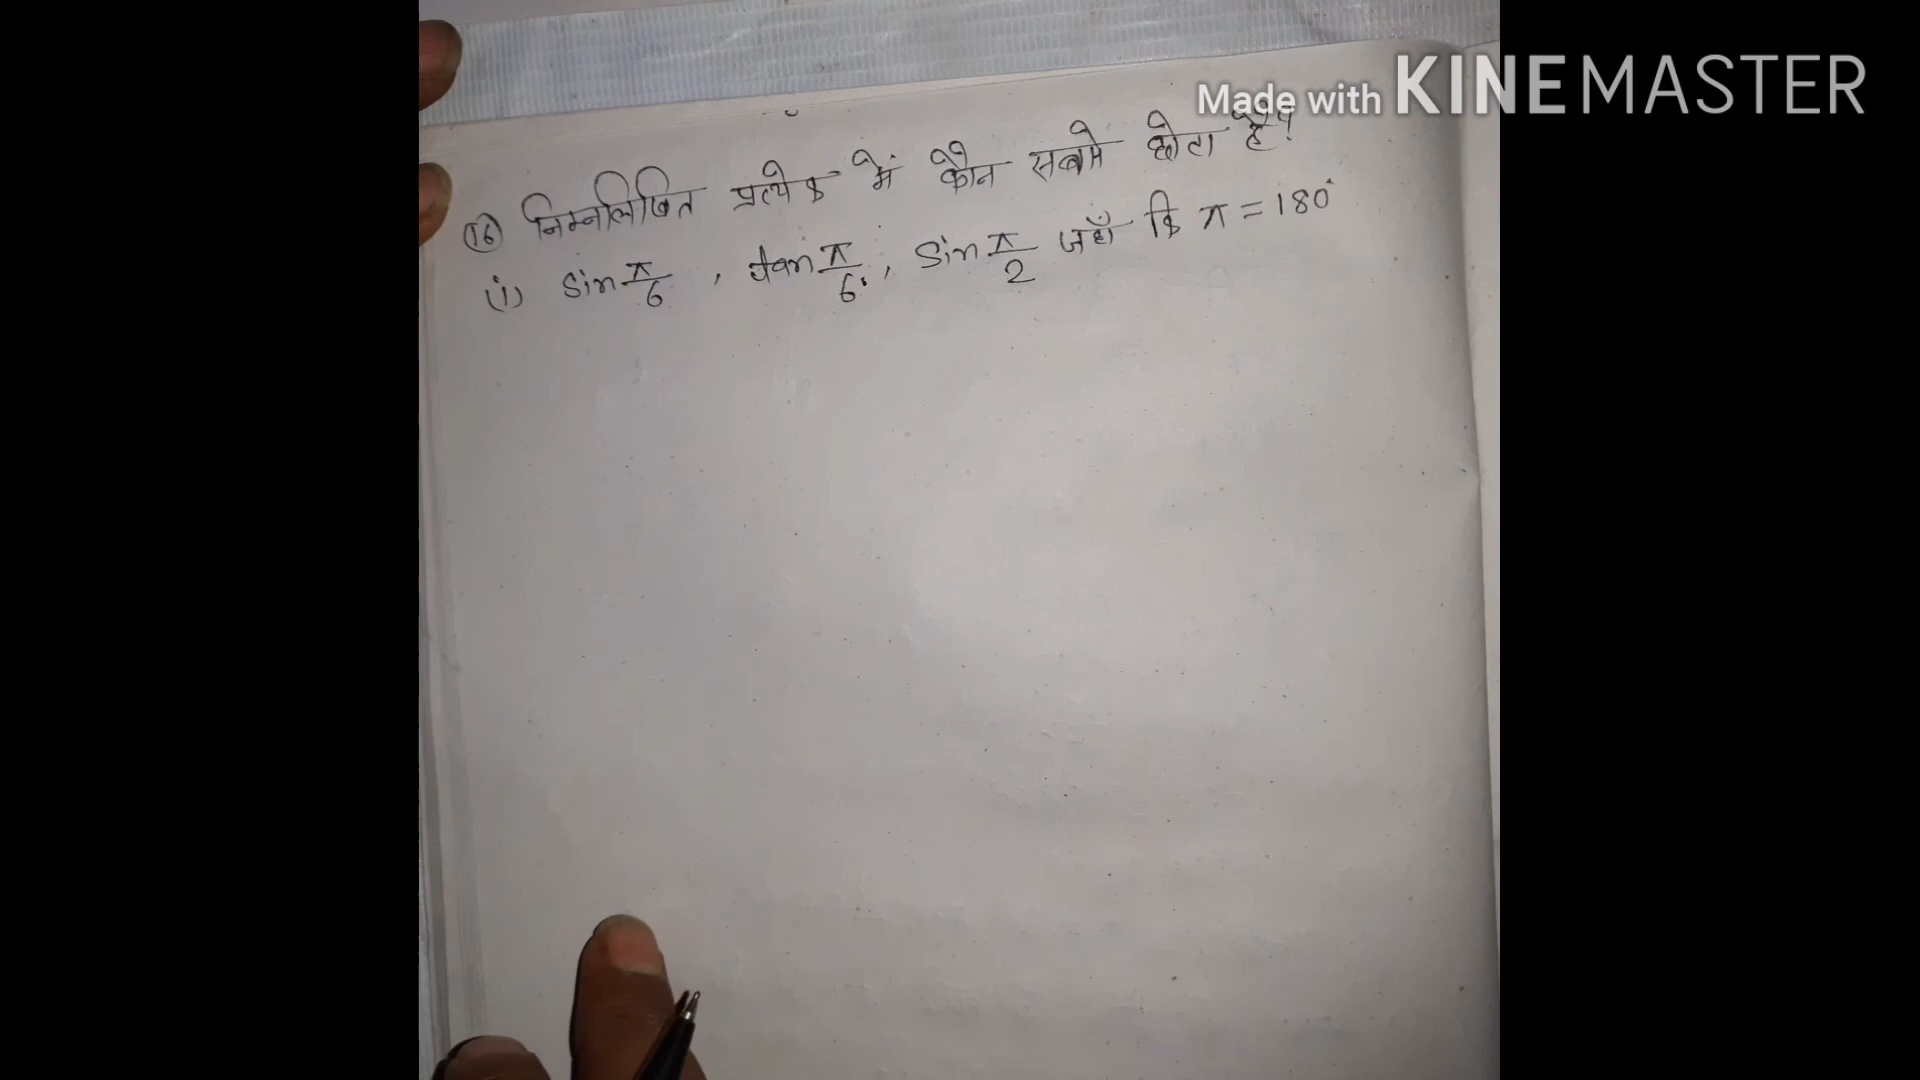 Made with KINEMASTER
(16) निम्नलिखित प्रत्येक में कौन सबसे छोटा है?
(i) sin π/6 , tan π/6 , sin π/2 जहाँ कि π = 180°